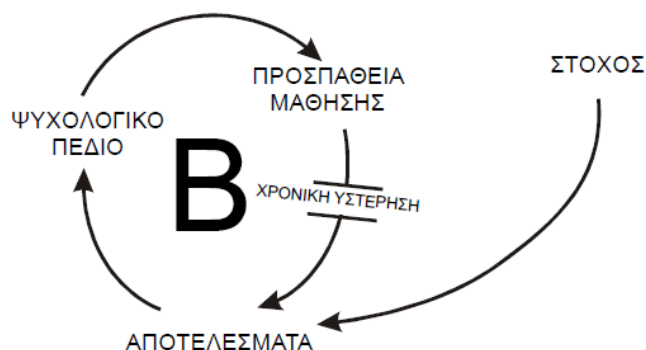 ΠΡΟΣΠΑΘΕΙΑ
ΜΑΘΗΣΗΣ
ΣΤΟΧΟΣ
ΨΥΧΟΛΟΓΙΚΟ
ΠΕΔΙΟ
B
ΧΡΟΝΙΚΗ ΥΣΤΕΡΗΣΗ
ΑΠΟΤΕΛΕΣΜΑΤΑ